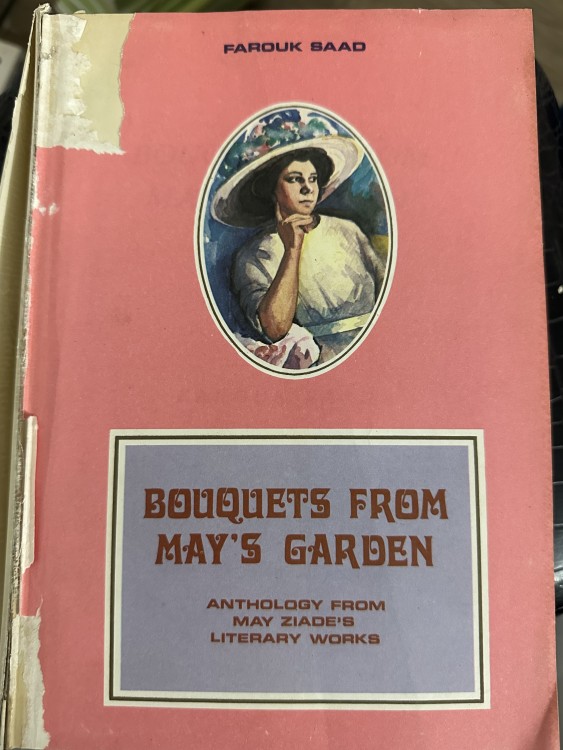 FAROUK SAAD
BOUQUETS FROM
MAY'S GARDEN
ANTHOLOGY FROM
MAY ZIADE'S
LITERARY WORKS